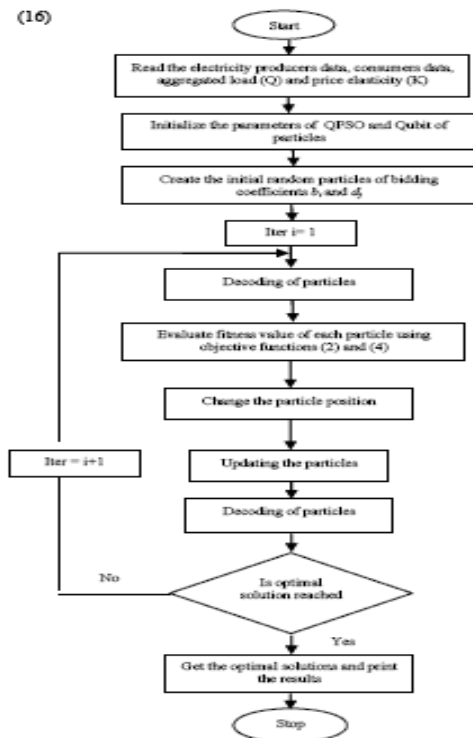 (16)
Start
Read the electricity producers data, consumers data,
aggregated load (Q) and price elasticity (K)
Initialize the parameters of QPSO and Qubit of
particles
Create the initial random particles of bidding
coefficients bᵢ and dⱼ
Iter i= 1
Decoding of particles
Evaluate fitness value of each particle using
objective functions (2) and (4)
Change the particle position
Iter = i+1
Updating the particles
Decoding of particles
No
Is optimal
solution reached
Yes
Get the optimal solutions and print
the results
Stop